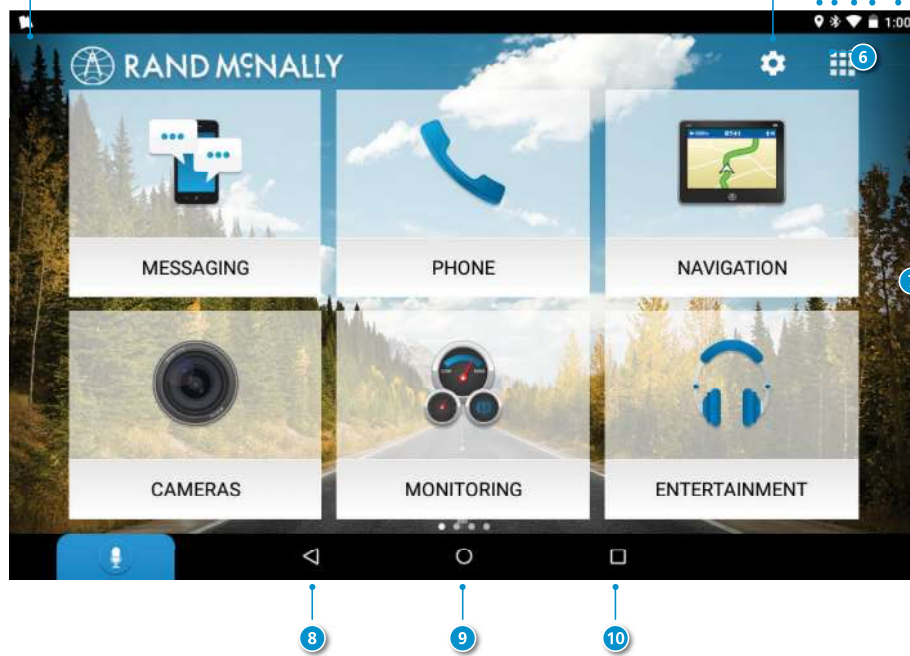 1:00
RAND MCNALLY
6
MESSAGING
PHONE
NAVIGATION
CAMERAS
MONITORING
ENTERTAINMENT
8
9
10